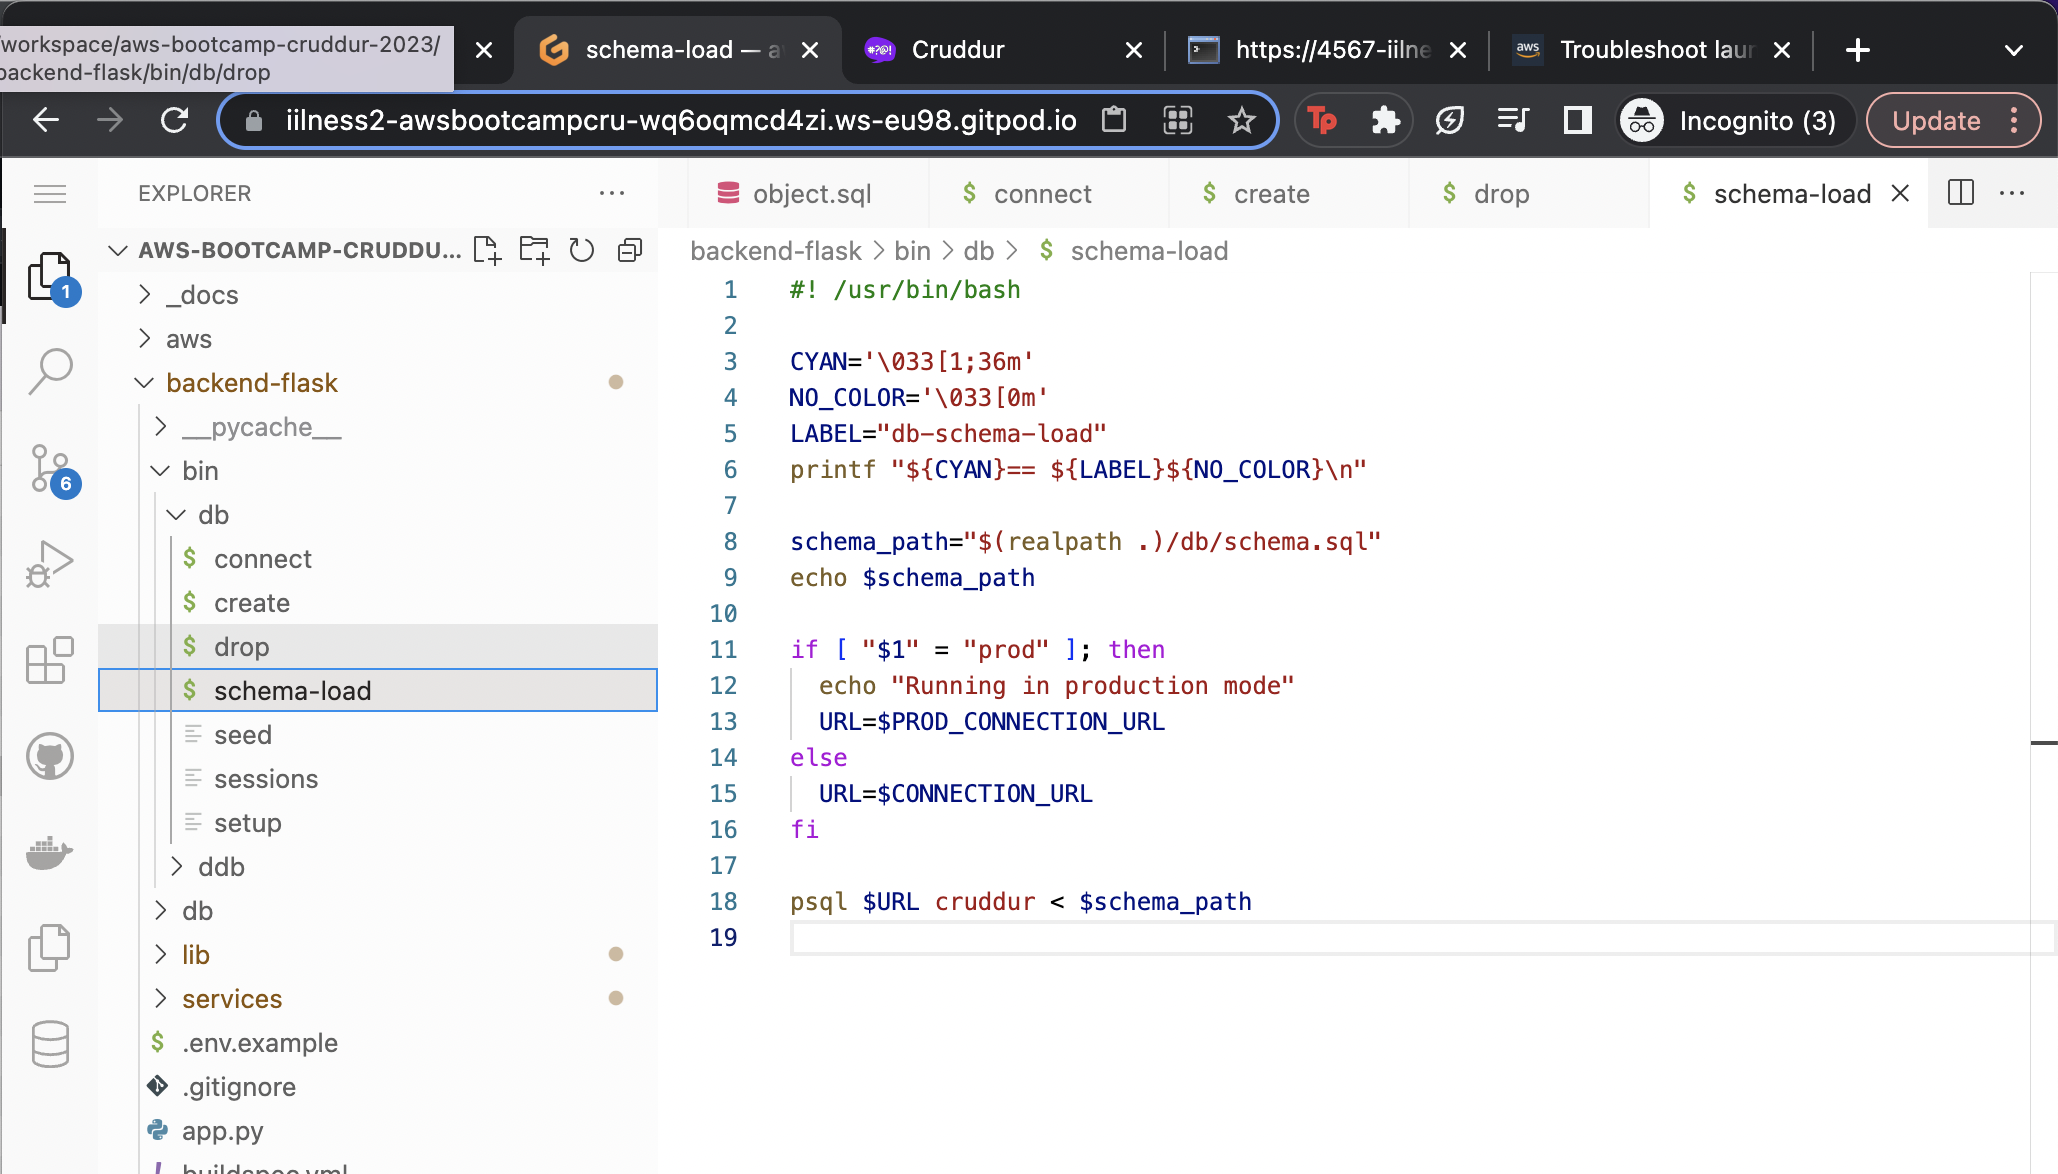 workspace/aws-bootcamp-cruddur-2023/
backend-flask/bin/db/drop
schema-load — a
#?@!
Cruddur
https://4567-iilne
aws
Troubleshoot laun
iilness2-awsbootcampcru-wq6oqmcd4zi.ws-eu98.gitpod.io
Tp
Incognito (3)
Update
EXPLORER
object.sql
$ connect
$ create
$ drop
$ schema-load
AWS-BOOTCAMP-CRUDDU...
backend-flask > bin > db > $ schema-load
1
6
_docs
aws
backend-flask
__pycache__
bin
db
$ connect
$ create
$ drop
$ schema-load
seed
sessions
setup
ddb
db
lib
services
$ .env.example
.gitignore
app.py
! buildspec.yml
1 #! /usr/bin/bash
2
3 CYAN='\033[1;36m'
4 NO_COLOR='\033[0m'
5 LABEL="db-schema-load"
6 printf "${CYAN}== ${LABEL}${NO_COLOR}\n"
7
8 schema_path="$(realpath .)/db/schema.sql"
9 echo $schema_path
10
11 if [ "$1" = "prod" ]; then
12 echo "Running in production mode"
13 URL=$PROD_CONNECTION_URL
14 else
15 URL=$CONNECTION_URL
16 fi
17
18 psql $URL cruddur < $schema_path
19